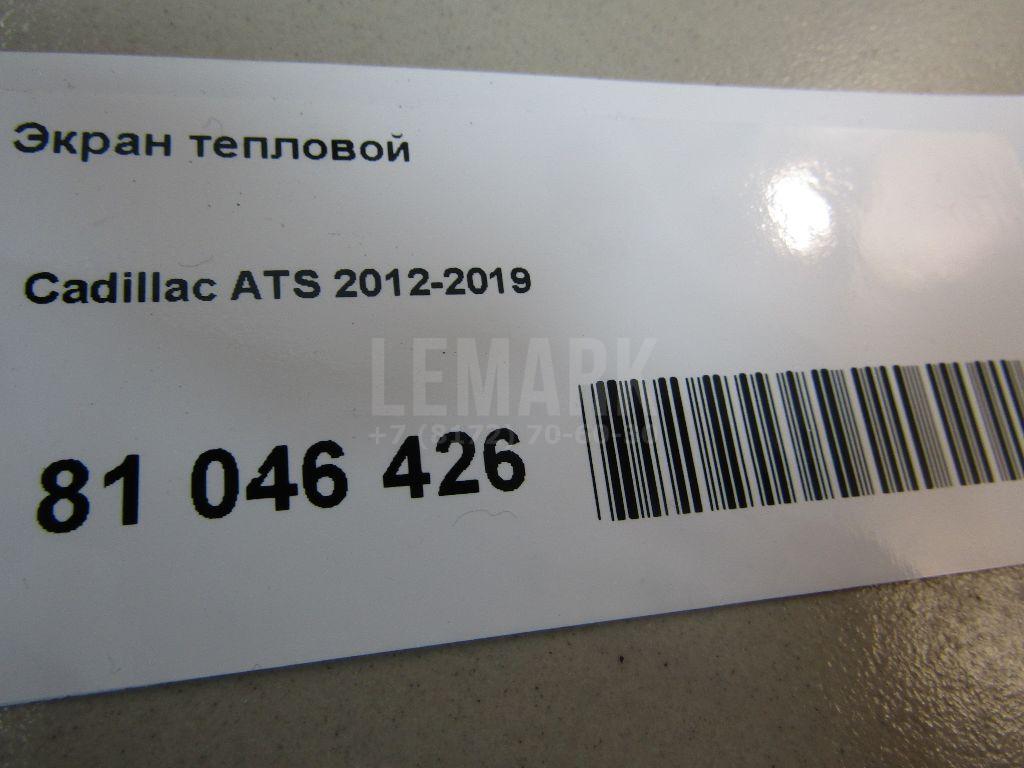 Экран тепловой
Cadillac ATS 2012-2019
LEMARK
81 046 426